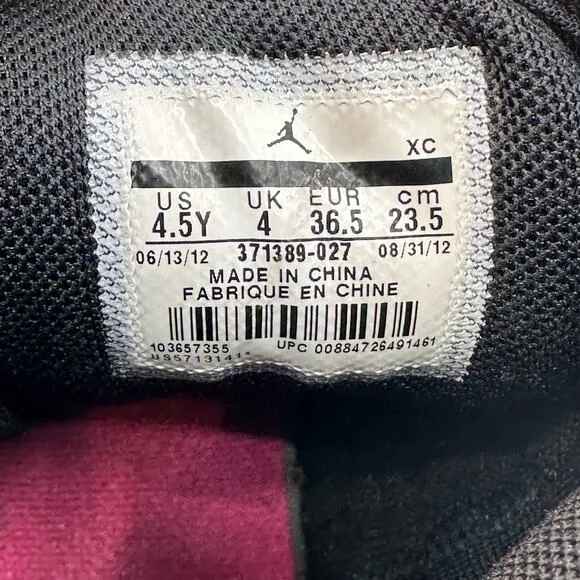 XC
US UK EUR cm
4.5Y 4 36.5 23.5
06/13/12 371389-027 08/31/12
MADE IN CHINA
FABRIQUE EN CHINE
103657355 UPC 00884726491461
US5713141*